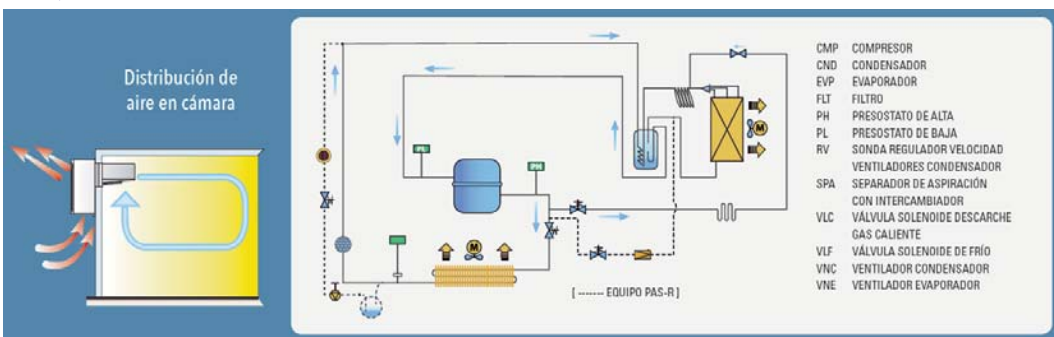 Distribución de
aire en cámara
PL
PH
M
M
[ ------- EQUIPO PAS-R ]
CMP COMPRESOR
CND CONDENSADOR
EVP EVAPORADOR
FLT FILTRO
PH PRESOSTATO DE ALTA
PL PRESOSTATO DE BAJA
RV SONDA REGULADOR VELOCIDAD
VENTILADORES CONDENSADOR
SPA SEPARADOR DE ASPIRACIÓN
CON INTERCAMBIADOR
VLC VÁLVULA SOLENOIDE DESCARCHE
GAS CALIENTE
VLF VÁLVULA SOLENOIDE DE FRÍO
VNC VENTILADOR CONDENSADOR
VNE VENTILADOR EVAPORADOR